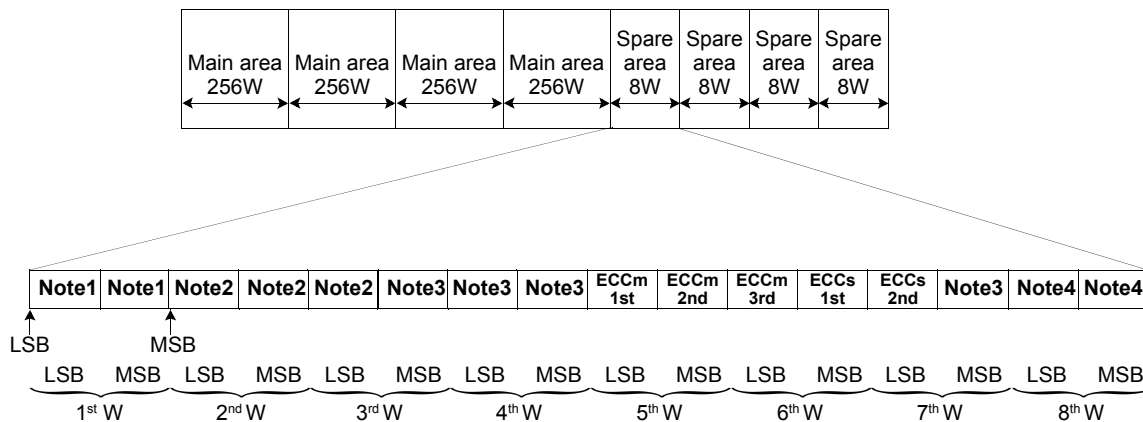 Main area 256W
Main area 256W
Main area 256W
Main area 256W
Spare area 8W
Spare area 8W
Spare area 8W
Spare area 8W
Note1 Note1 Note2 Note2 Note2 Note3 Note3 Note3 ECCm 1st ECCm 2nd ECCm 3rd ECCs 1st ECCs 2nd Note3 Note4 Note4
LSB MSB
LSB MSB LSB MSB LSB MSB LSB MSB LSB MSB LSB MSB LSB MSB LSB MSB
1st W 2nd W 3rd W 4th W 5th W 6th W 7th W 8th W